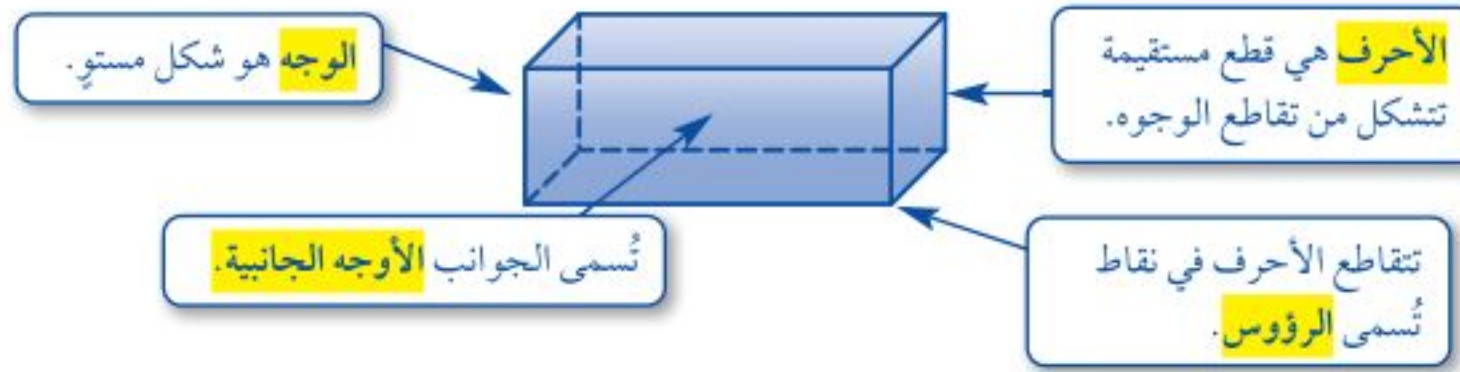 الأحرف هي قطع مستقيمة
تتشكل من تقاطع الوجوه.
الوجه هو شكل مستوٍ.
تُسمى الجوانب الأوجه الجانبية.
تتقاطع الأحرف في نقاط
تُسمى الرؤوس.